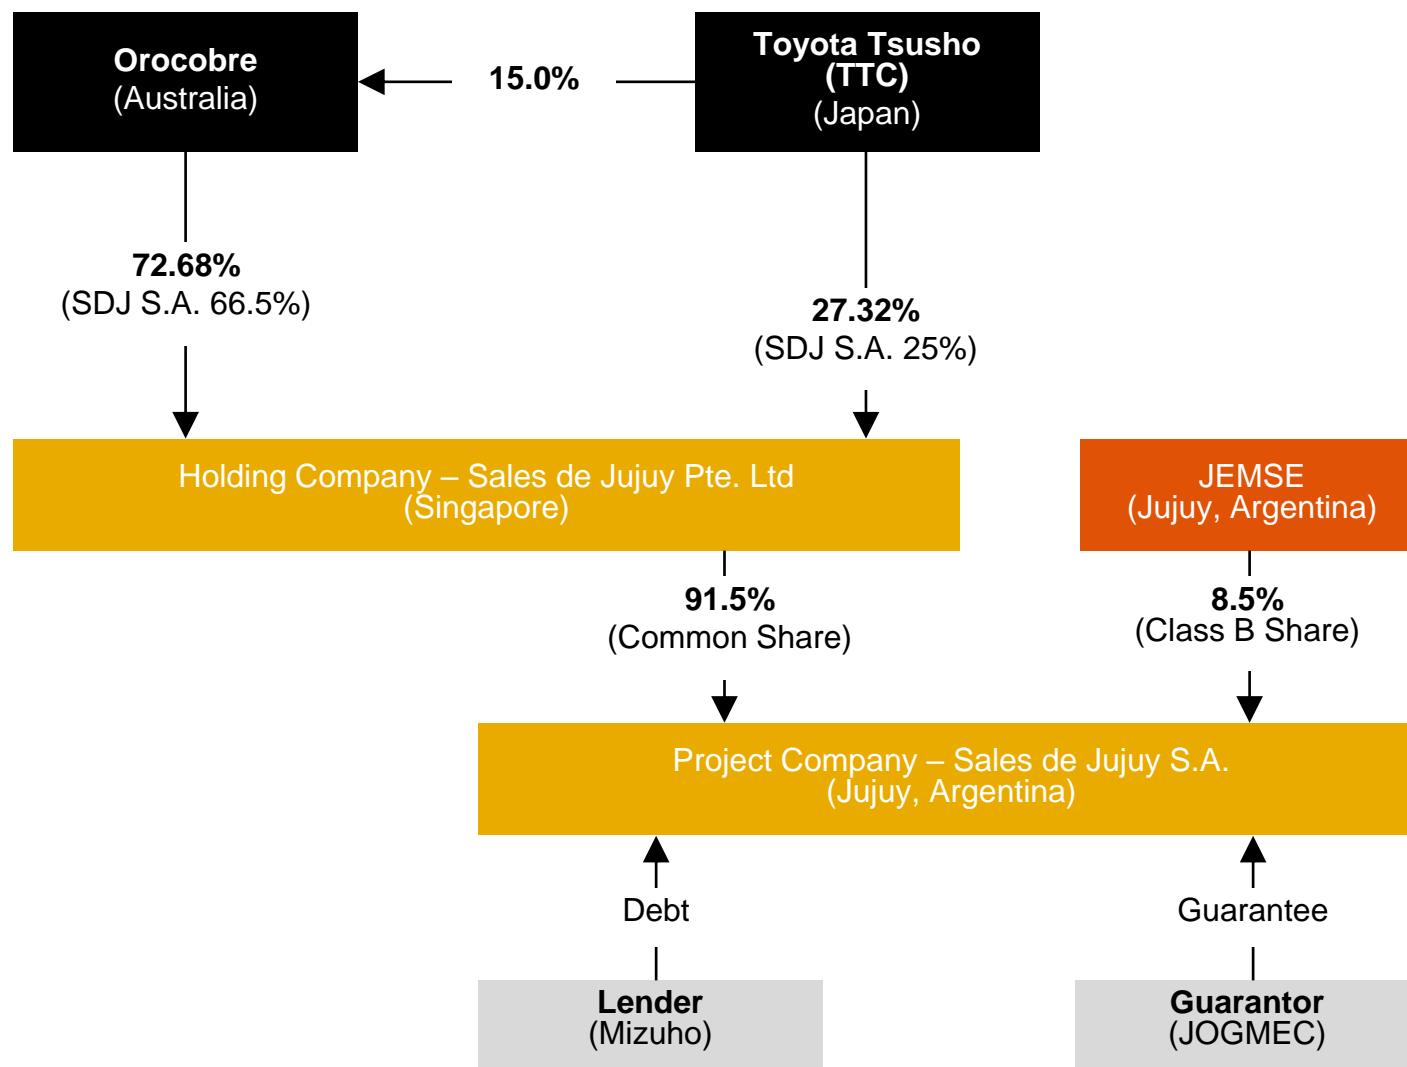 Orocobre
(Australia)
15.0%
Toyota Tsusho
(TTC)
(Japan)
72.68%
(SDJ S.A. 66.5%)
27.32%
(SDJ S.A. 25%)
Holding Company – Sales de Jujuy Pte. Ltd
(Singapore)
JEMSE
(Jujuy, Argentina)
91.5%
(Common Share)
8.5%
(Class B Share)
Project Company – Sales de Jujuy S.A.
(Jujuy, Argentina)
Debt
Guarantee
Lender
(Mizuho)
Guarantor
(JOGMEC)